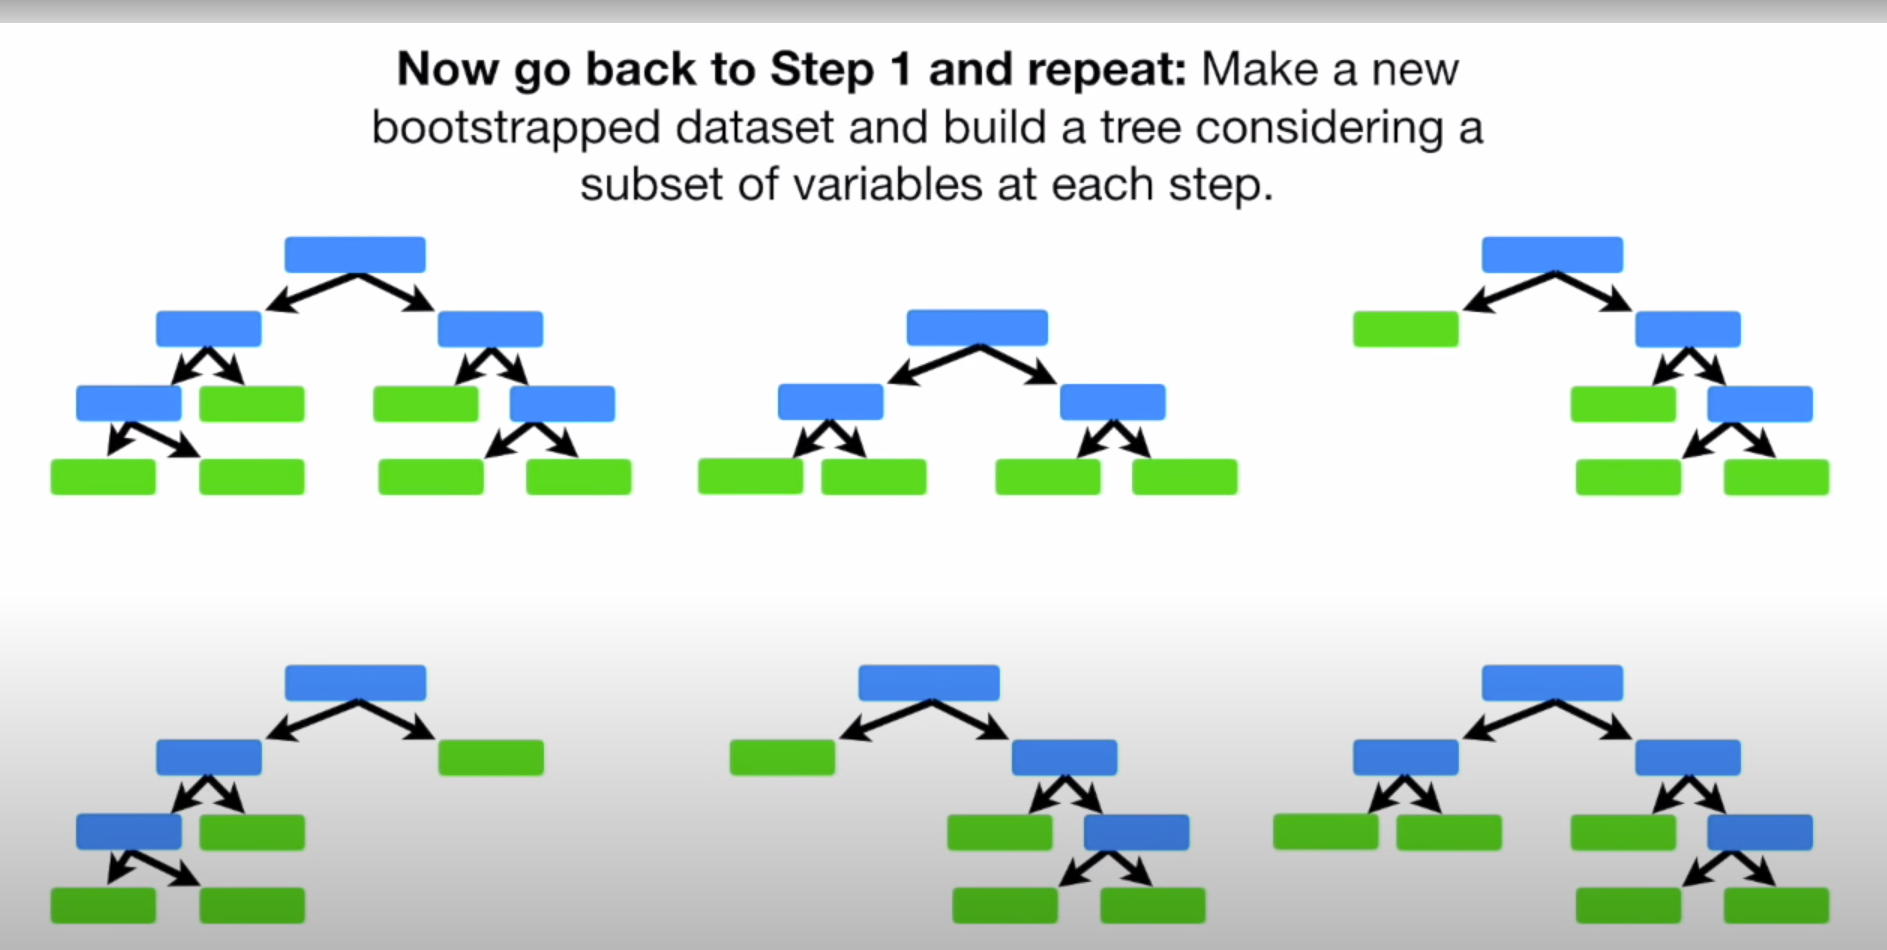 Now go back to Step 1 and repeat: Make a new
bootstrapped dataset and build a tree considering a
subset of variables at each step.